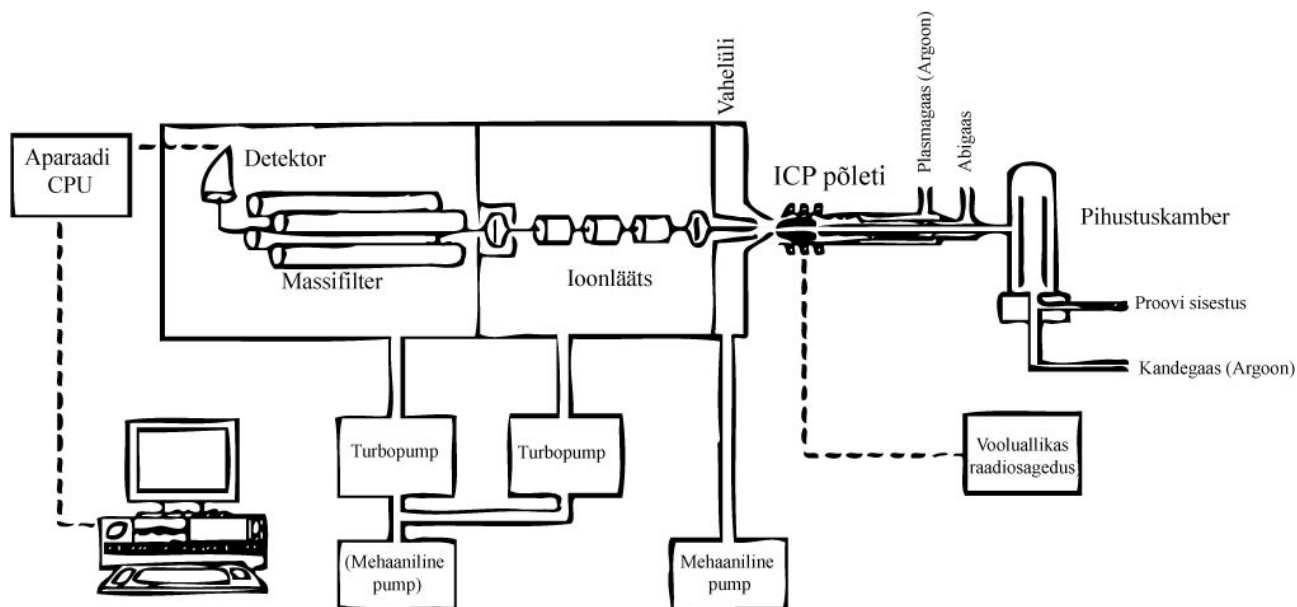 Aparaadi
CPU
Detektor
Massifilter
Ioonlääts
Vahelüli
ICP põleti
Plasmagaas (Argoon)
Abigaas
Pihustuskamber
Proovi sisestus
Kandegaas (Argoon)
Turbopump
Turbopump
Vooluallikas
raadiosagedus)
(Mehaaniline
pump)
Mehaaniline
pump